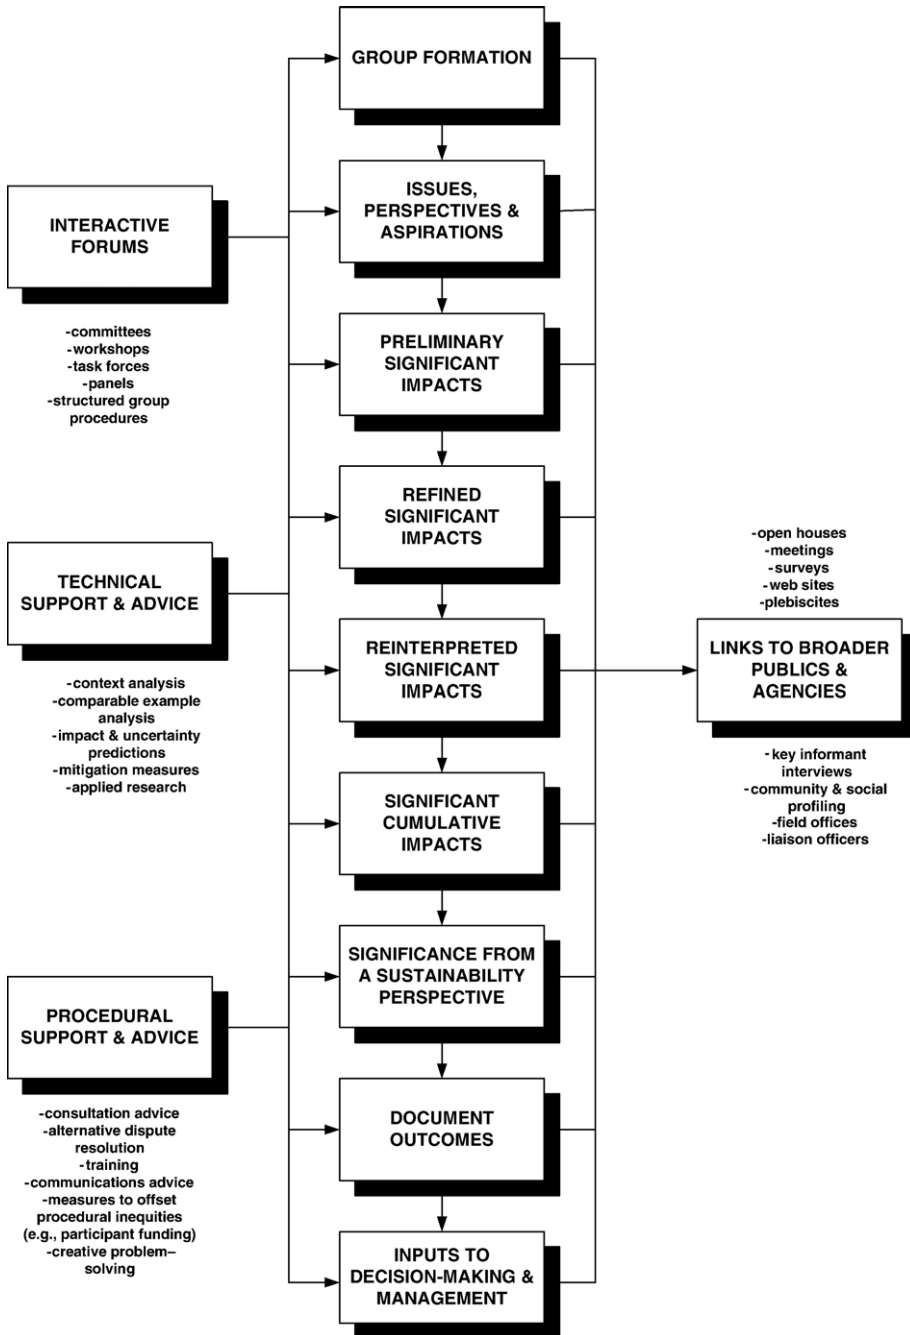 GROUP FORMATION
ISSUES,
PERSPECTIVES &
ASPIRATIONS
INTERACTIVE
FORUMS
-committees
-workshops
-task forces
-panels
-structured group
procedures
PRELIMINARY
SIGNIFICANT
IMPACTS
REFINED
SIGNIFICANT
IMPACTS
TECHNICAL
SUPPORT & ADVICE
-context analysis
-comparable example
analysis
-impact & uncertainty
predictions
-mitigation measures
-applied research
REINTERPRETED
SIGNIFICANT
IMPACTS
-open houses
-meetings
-surveys
-web sites
-plebiscites
LINKS TO BROADER
PUBLICS &
AGENCIES
-key informant
interviews
-community & social
profiling
-field offices
-liaison officers
SIGNIFICANT
CUMULATIVE
IMPACTS
SIGNIFICANCE FROM
A SUSTAINABILITY
PERSPECTIVE
PROCEDURAL
SUPPORT & ADVICE
-consultation advice
-alternative dispute
resolution
-training
-communications advice
-measures to offset
procedural inequities
(e.g., participant funding)
-creative problem–
solving
DOCUMENT
OUTCOMES
INPUTS TO
DECISION-MAKING &
MANAGEMENT